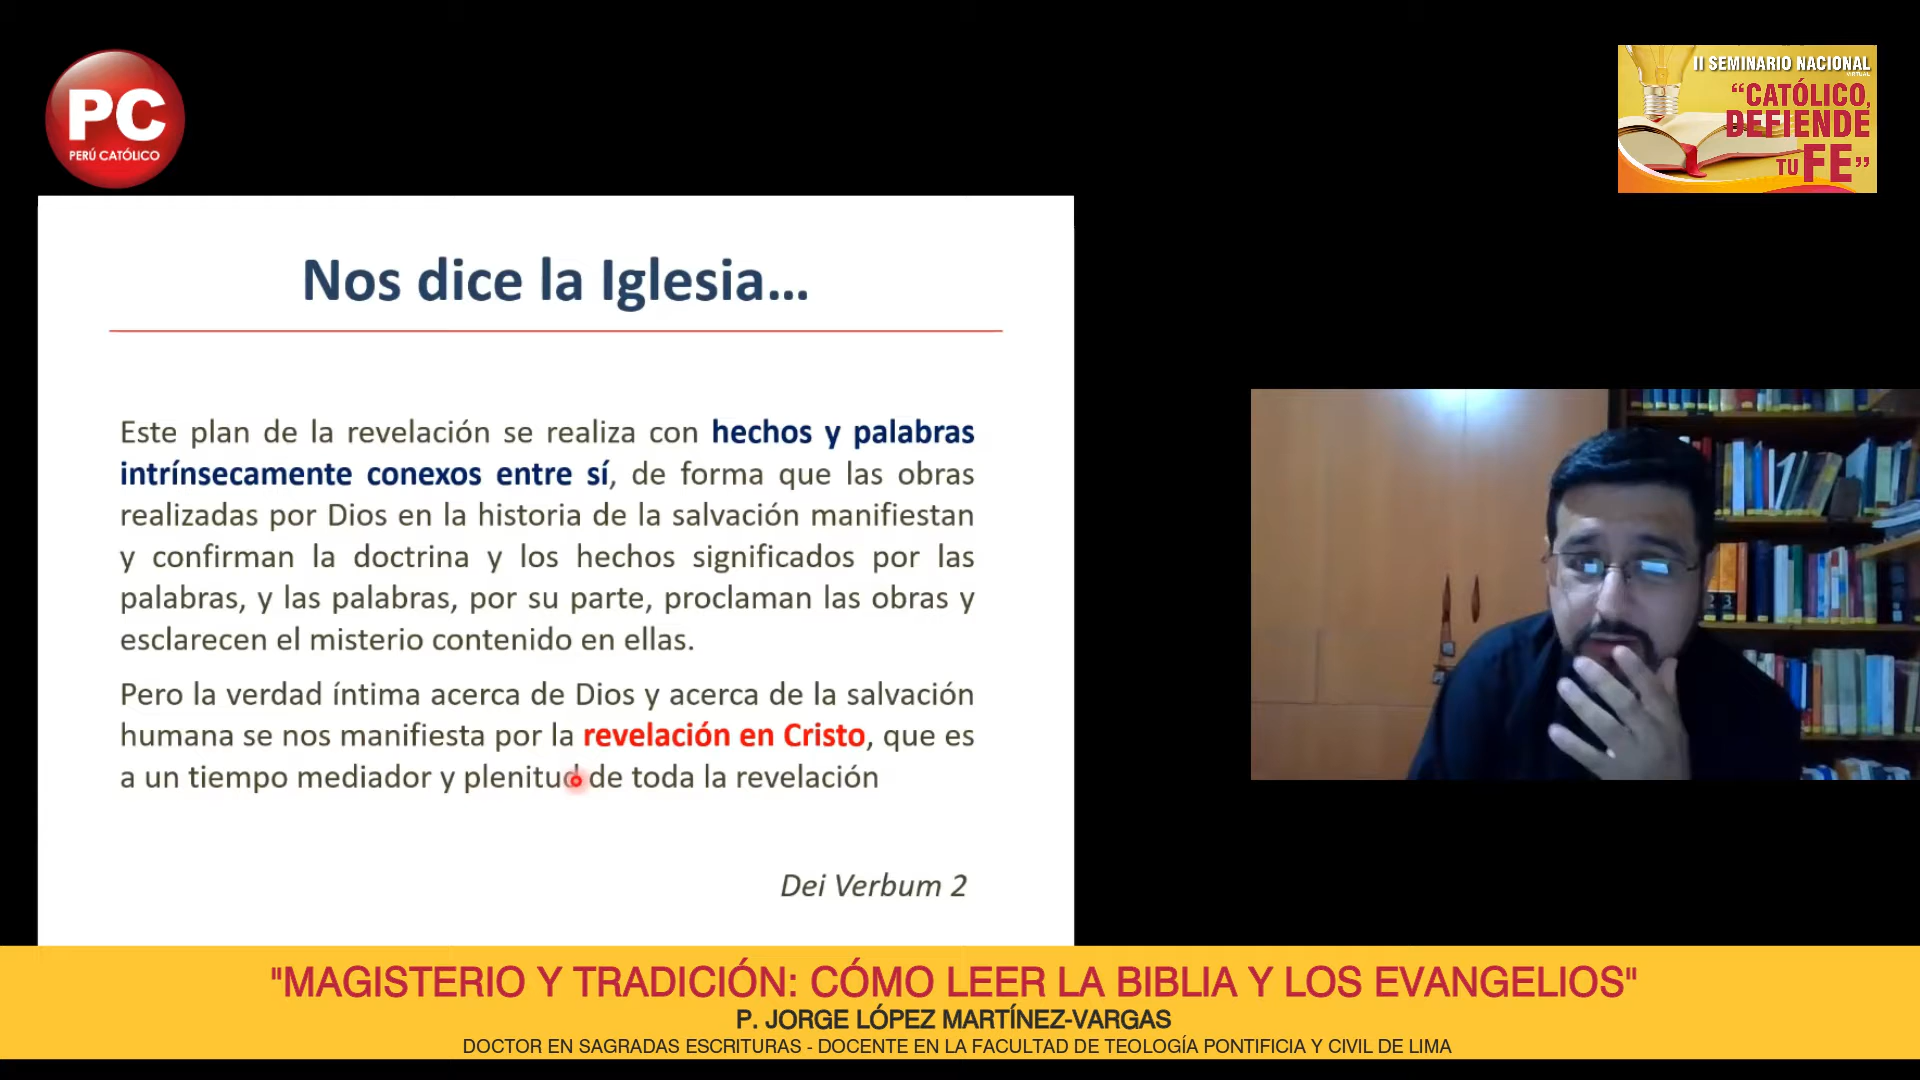 PC
PERÚ CATÓLICO
II SEMINARIO NACIONAL
VIRTUAL
“CATÓLICO,
DEFIENDE
TU FE”
Nos dice la Iglesia...
Este plan de la revelación se realiza con hechos y palabras
intrínsecamente conexos entre sí, de forma que las obras
realizadas por Dios en la historia de la salvación manifiestan
y confirman la doctrina y los hechos significados por las
palabras, y las palabras, por su parte, proclaman las obras y
esclarecen el misterio contenido en ellas.
Pero la verdad íntima acerca de Dios y acerca de la salvación
humana se nos manifiesta por la revelación en Cristo, que es
a un tiempo mediador y plenitud de toda la revelación
Dei Verbum 2
"MAGISTERIO Y TRADICIÓN: CÓMO LEER LA BIBLIA Y LOS EVANGELIOS"
P. JORGE LÓPEZ MARTÍNEZ-VARGAS
DOCTOR EN SAGRADAS ESCRITURAS - DOCENTE EN LA FACULTAD DE TEOLOGÍA PONTIFICIA Y CIVIL DE LIMA